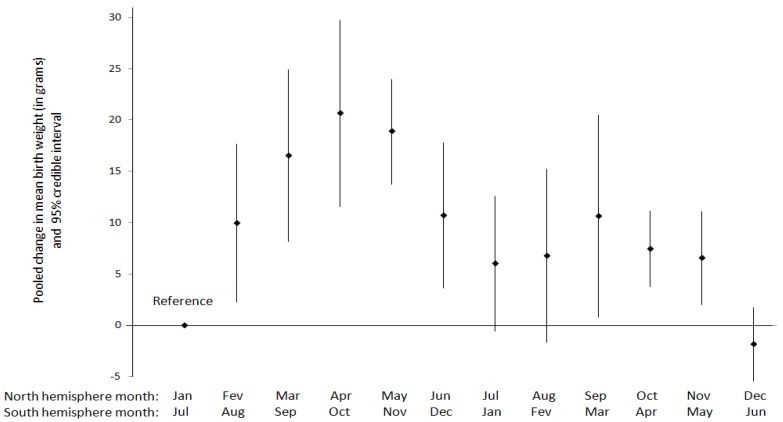 Pooled change in mean birth weight (in grams)
and 95% credible interval
30
25
20
15
10
5
0
-5
Reference
North hemisphere month: Jan Fev Mar Apr May Jun Jul Aug Sep Oct Nov Dec
South hemisphere month: Jul Aug Sep Oct Nov Dec Jan Fev Mar Apr May Jun